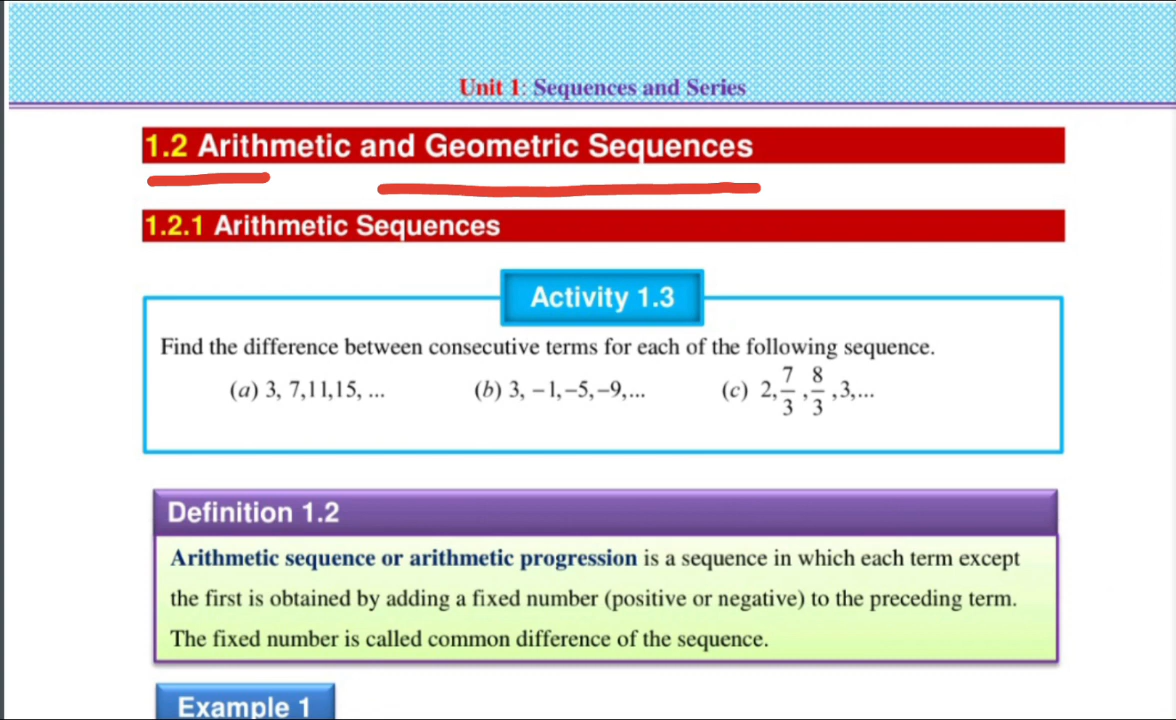 Unit 1: Sequences and Series
1.2 Arithmetic and Geometric Sequences
1.2.1 Arithmetic Sequences
Activity 1.3
Find the difference between consecutive terms for each of the following sequence.
(a) 3, 7,11,15, ... (b) 3, −1,−5,−9,... (c) 2,7/3,8/3,3,...
Definition 1.2
Arithmetic sequence or arithmetic progression is a sequence in which each term except
the first is obtained by adding a fixed number (positive or negative) to the preceding term.
The fixed number is called common difference of the sequence.
Example 1